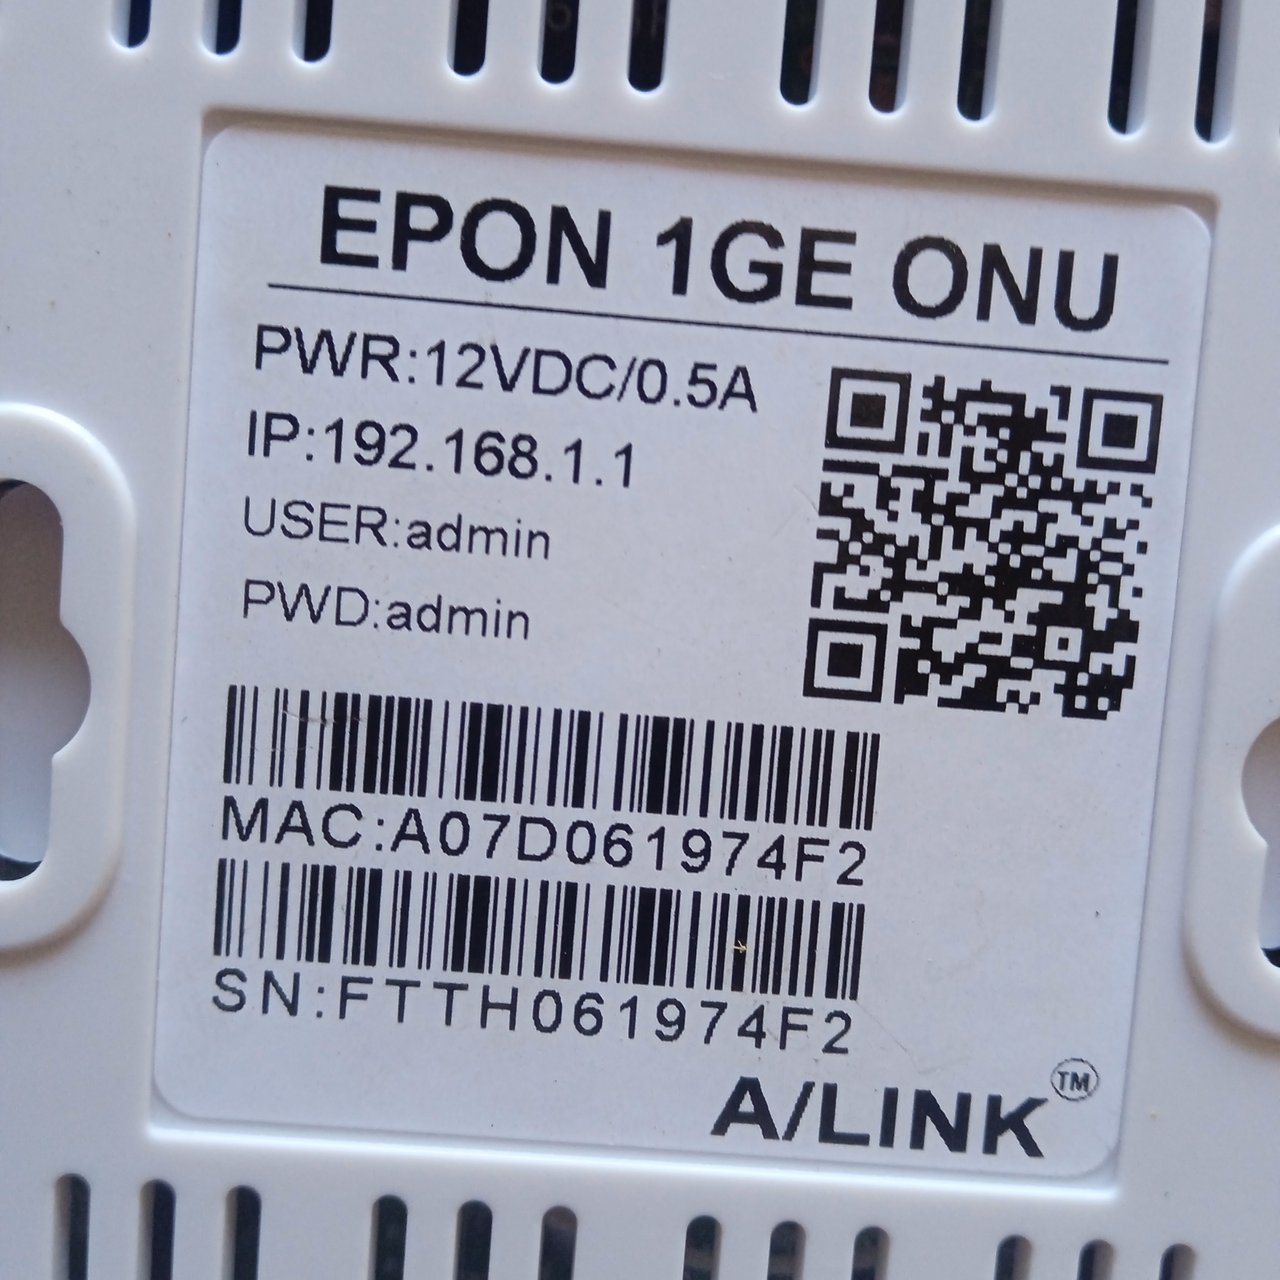 EPON 1GE ONU
PWR:12VDC/0.5A
IP:192.168.1.1
USER:admin
PWD:admin
MAC:A07D061974F2
SN:FTTH061974F2
A/LINK™